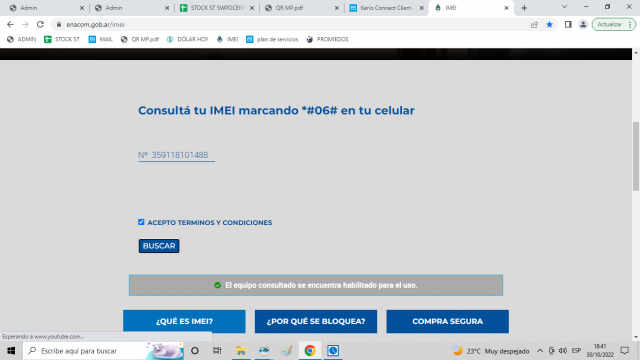 Admin
Admin
STOCK ST SWPOCENT
QR MP.pdf
Kerio Connect Client
IMEI
enacom.gob.ar/imei
Actualizar
ADMIN
STOCK ST
MAIL
QR MP.pdf
DÓLAR HOY
IMEI
plan de servicios
PROMIEDOS
Consultá tu IMEI marcando *#06# en tu celular
Nº 359118101488
ACEPTO TERMINOS Y CONDICIONES
BUSCAR
El equipo consultado se encuentra habilitado para el uso.
¿QUÉ ES IMEI?
¿POR QUÉ SE BLOQUEA?
COMPRA SEGURA
Esperando a www.youtube.com...
Escribe aquí para buscar
23°C Muy despejado
ESP
18:41
30/10/2022